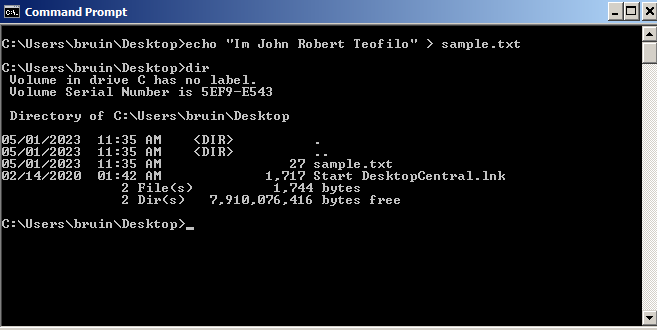 Command Prompt
C:\Users\bruin\Desktop>echo "Im John Robert Teofilo" > sample.txt
C:\Users\bruin\Desktop>dir
 Volume in drive C has no label.
 Volume Serial Number is 5EF9-E543
 Directory of C:\Users\bruin\Desktop
05/01/2023  11:35 AM    <DIR>          .
05/01/2023  11:35 AM    <DIR>          ..
05/01/2023  11:35 AM                27 sample.txt
02/14/2020  01:42 AM             1,717 Start DesktopCentral.lnk
               2 File(s)          1,744 bytes
               2 Dir(s)   7,910,076,416 bytes free
C:\Users\bruin\Desktop>_